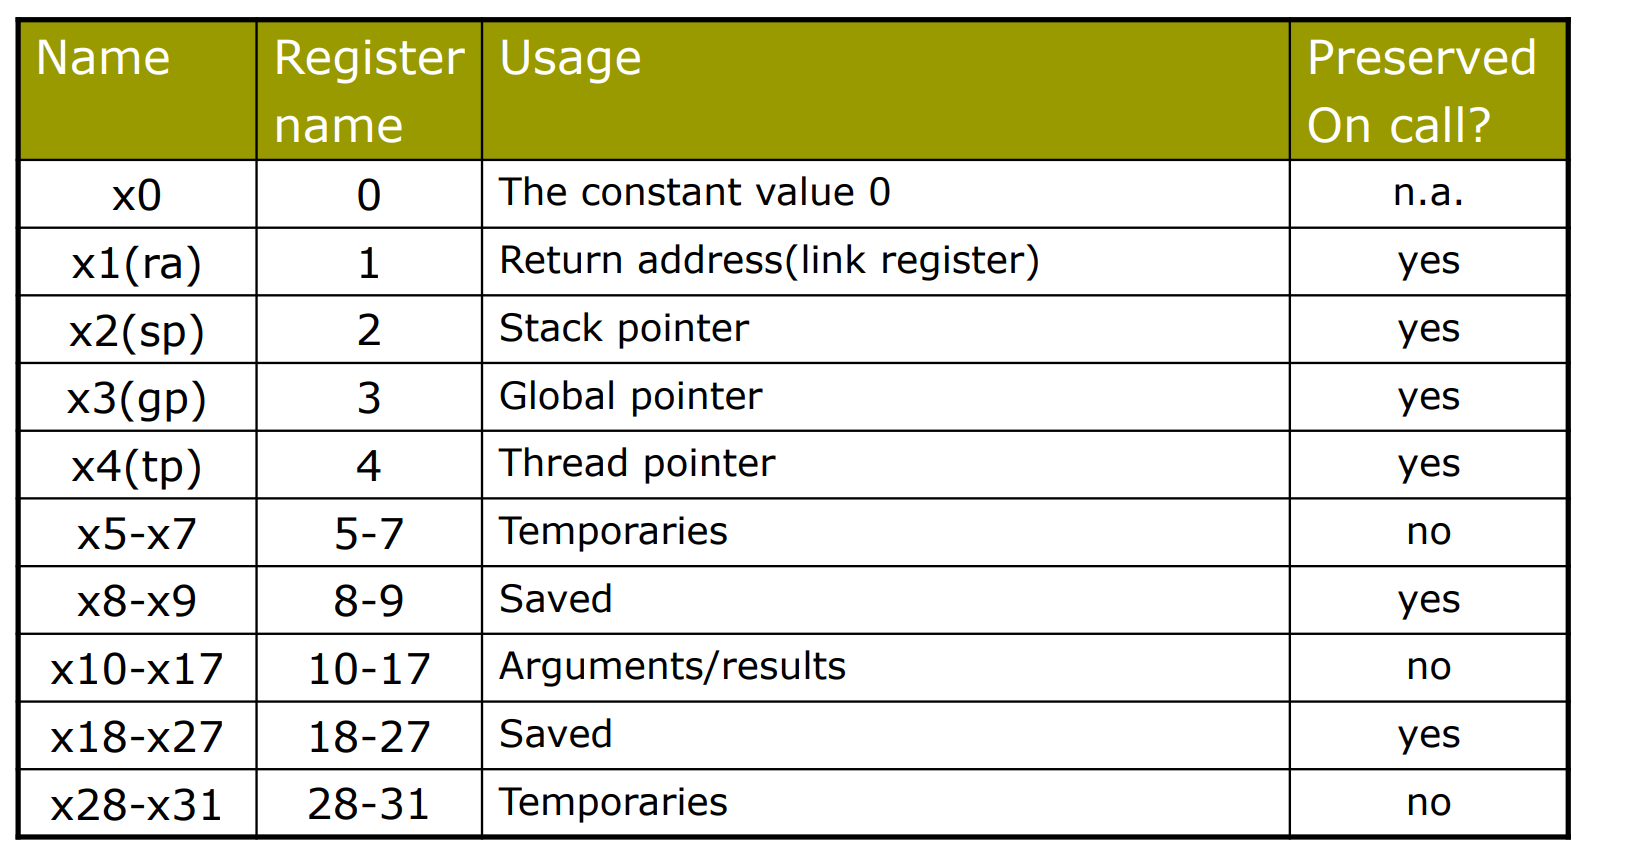 Name Register name Usage Preserved On call?
x0 0 The constant value 0 n.a.
x1(ra) 1 Return address(link register) yes
x2(sp) 2 Stack pointer yes
x3(gp) 3 Global pointer yes
x4(tp) 4 Thread pointer yes
x5-x7 5-7 Temporaries no
x8-x9 8-9 Saved yes
x10-x17 10-17 Arguments/results no
x18-x27 18-27 Saved yes
x28-x31 28-31 Temporaries no